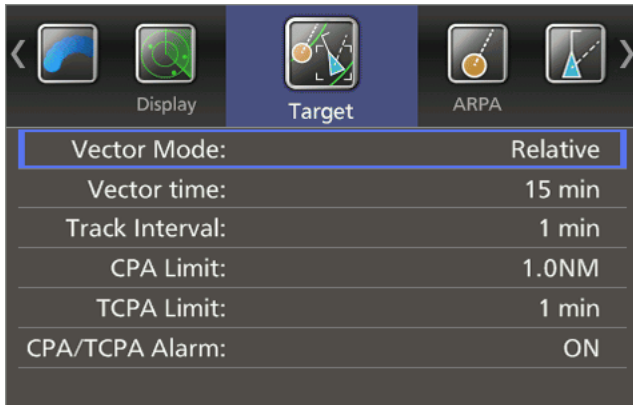 Display
Target
ARPA
Vector Mode: Relative
Vector time: 15 min
Track Interval: 1 min
CPA Limit: 1.0NM
TCPA Limit: 1 min
CPA/TCPA Alarm: ON